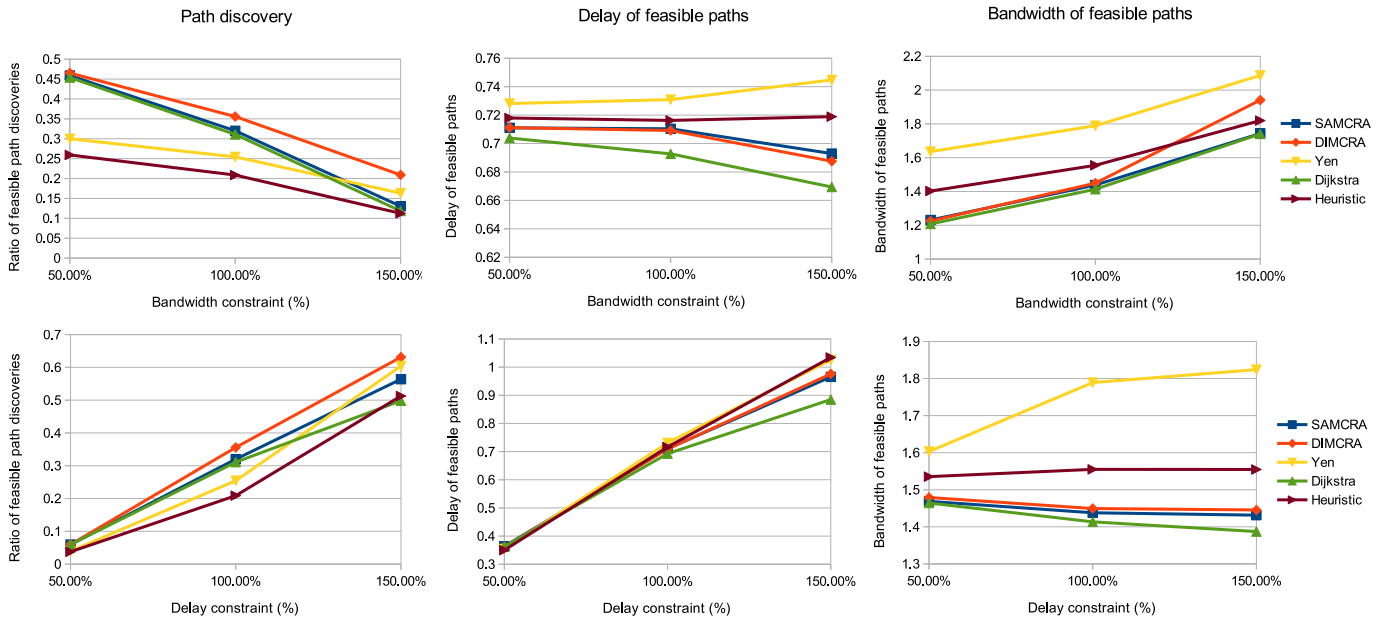 Path discovery
Delay of feasible paths
Bandwidth of feasible paths
Ratio of feasible path discoveries
0.5
0.45
0.4
0.35
0.3
0.25
0.2
0.15
0.1
0.05
0
50.00%
100.00%
150.00%
Bandwidth constraint (%)
Delay of feasible paths
0.76
0.74
0.72
0.7
0.68
0.66
0.64
0.62
50.00%
100.00%
150.00%
Bandwidth constraint (%)
Bandwidth of feasible paths
2.2
2
1.8
1.6
1.4
1.2
1
50.00%
100.00%
150.00%
Bandwidth constraint (%)
SAMCRA
DIMCRA
Yen
Dijkstra
Heuristic
Ratio of feasible path discoveries
0.7
0.6
0.5
0.4
0.3
0.2
0.1
0
50.00%
100.00%
150.00%
Delay constraint (%)
Delay of feasible paths
1.1
1
0.9
0.8
0.7
0.6
0.5
0.4
0.3
50.00%
100.00%
150.00%
Delay constraint (%)
Bandwidth of feasible paths
1.9
1.8
1.7
1.6
1.5
1.4
1.3
50.00%
100.00%
150.00%
Delay constraint (%)
SAMCRA
DIMCRA
Yen
Dijkstra
Heuristic